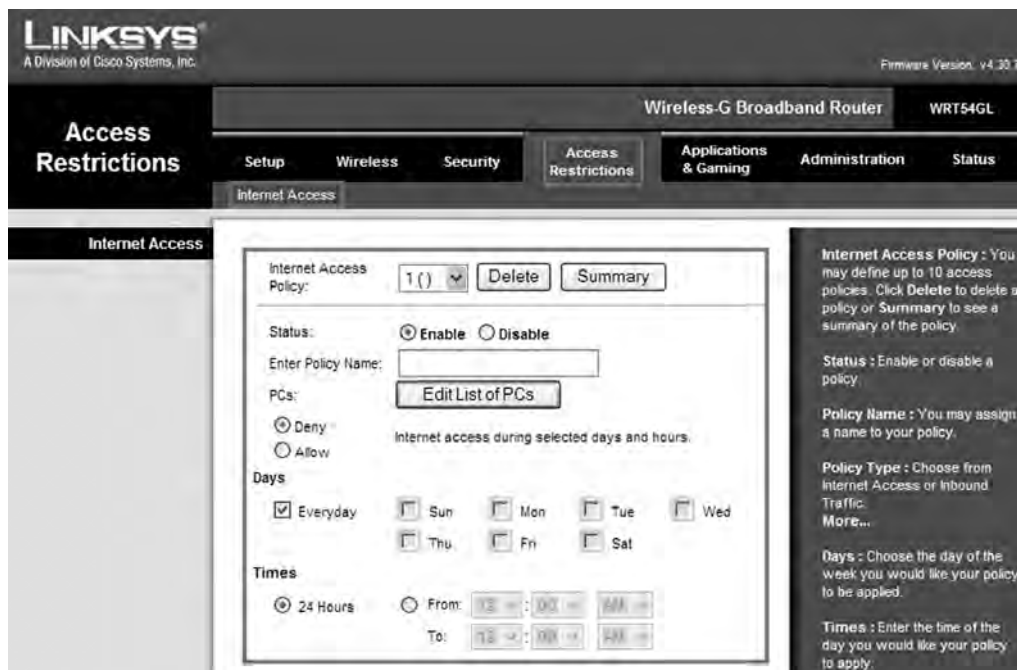 LINKSYS®
A Division of Cisco Systems, Inc.
Firmware Version: v4.30.7
Wireless-G Broadband Router WRT54GL
Access Restrictions
Setup Wireless Security Access Restrictions Applications & Gaming Administration Status
Internet Access
Internet Access
Internet Access Policy: 1 () Delete Summary
Status: Enable Disable
Enter Policy Name:
PCs: Edit List of PCs
Deny
Allow
Internet access during selected days and hours.
Days
Everyday Sun Mon Tue Wed
Thu Fri Sat
Times
24 Hours From: 12 : 00 AM
To: 12 : 00 AM
Internet Access Policy : You
may define up to 10 access
policies. Click Delete to delete a
policy or Summary to see a
summary of the policy.
Status : Enable or disable a
policy.
Policy Name : You may assign
a name to your policy.
Policy Type : Choose from
Internet Access or Inbound
Traffic.
More...
Days : Choose the day of the
week you would like your policy
to be applied.
Times : Enter the time of the
day you would like your policy
to apply.